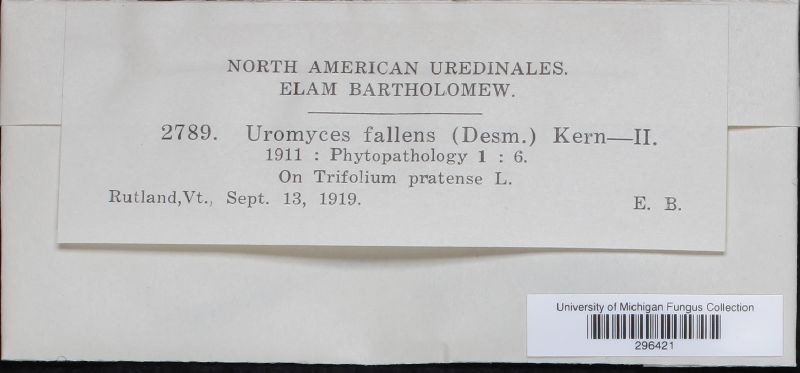 NORTH AMERICAN UREDINALES.
ELAM BARTHOLOMEW.
2789. Uromyces fallens (Desm.) Kern—II.
1911 : Phytopathology 1 : 6.
On Trifolium pratense L.
Rutland,Vt., Sept. 13, 1919. E. B.
University of Michigan Fungus Collection
296421